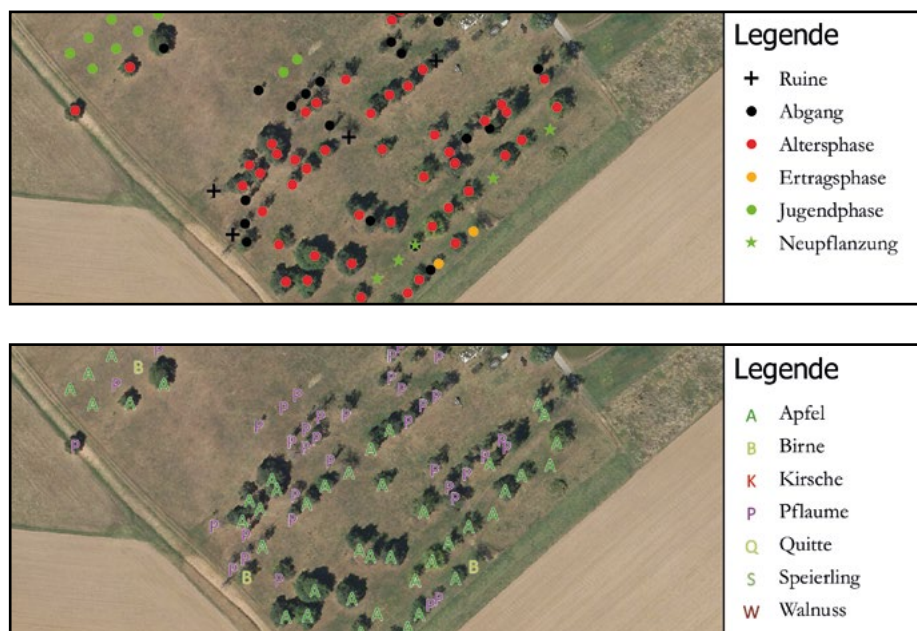 Legende
Ruine
Abgang
Altersphase
Ertragsphase
Jugendphase
Neupflanzung
Legende
A Apfel
B Birne
K Kirsche
P Pflaume
Q Quitte
S Speierling
W Walnuss